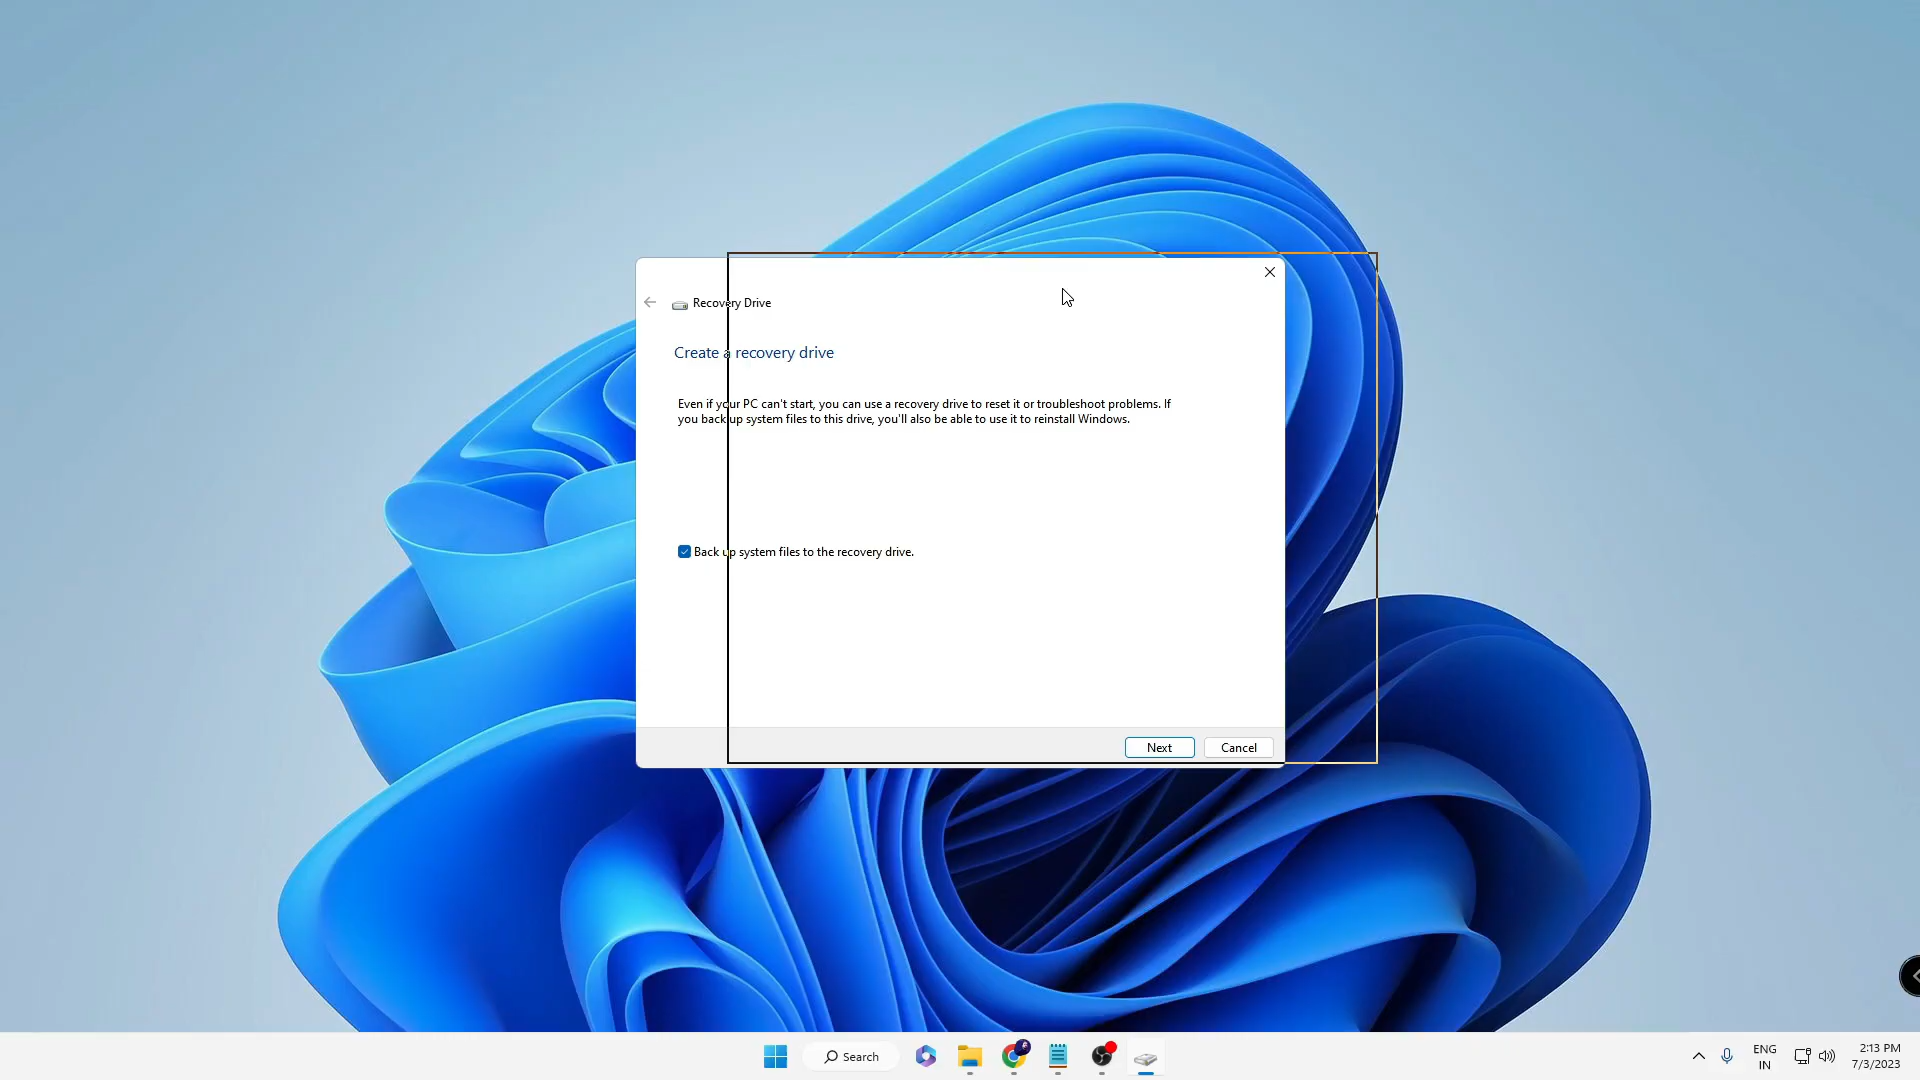 Recovery Drive
Create a recovery drive
Even if your PC can't start, you can use a recovery drive to reset it or troubleshoot problems. If
you back up system files to this drive, you'll also be able to use it to reinstall Windows.
Back up system files to the recovery drive.
Next
Cancel
Search
ENG
IN
2:13 PM
7/3/2023